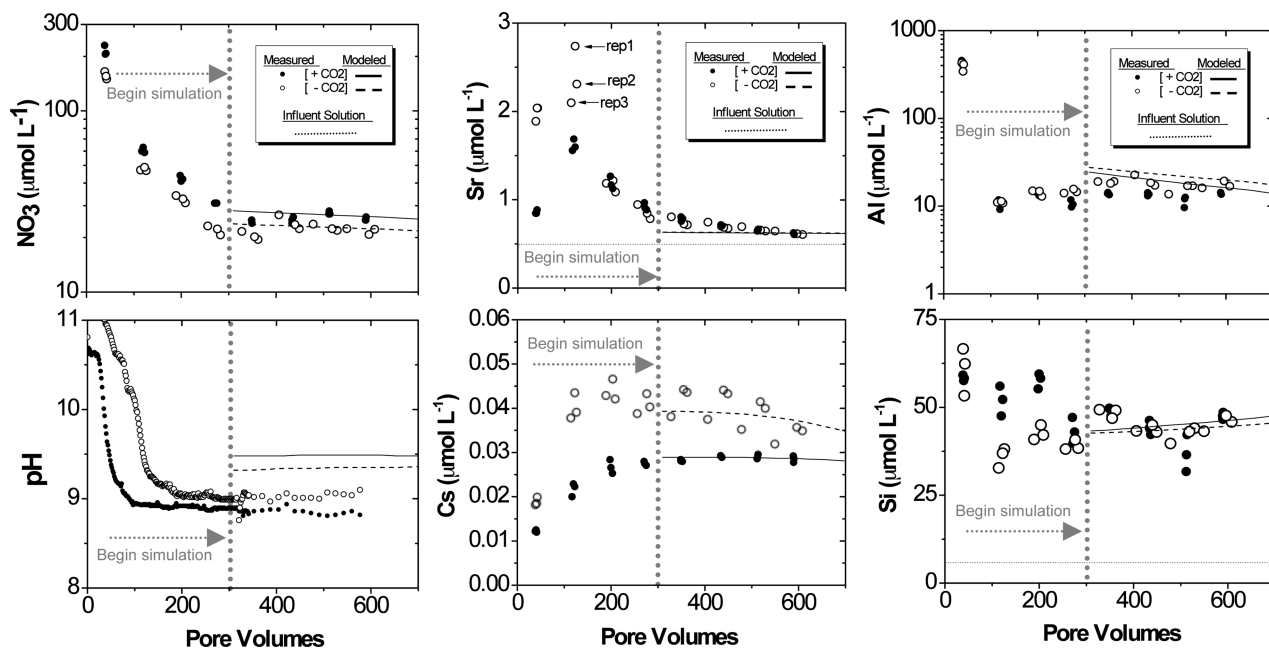 300
100
10
NO3 (μmol L-1)
Measured Modeled
[ + CO2]
[ - CO2]
Influent Solution
Begin simulation
3
2
1
0
Sr (μmol L-1)
rep1
rep2
rep3
Measured Modeled
[ + CO2]
[ - CO2]
Influent Solution
Begin simulation
1000
100
10
1
Al (μmol L-1)
Measured Modeled
[ + CO2]
[ - CO2]
Influent Solution
Begin simulation
11
10
9
8
pH
Begin simulation
0 200 400 600
Pore Volumes
0.06
0.05
0.04
0.03
0.02
0.01
0.00
Cs (μmol L-1)
Begin simulation
0 200 400 600
Pore Volumes
75
50
25
0
Si (μmol L-1)
Begin simulation
0 200 400 600
Pore Volumes